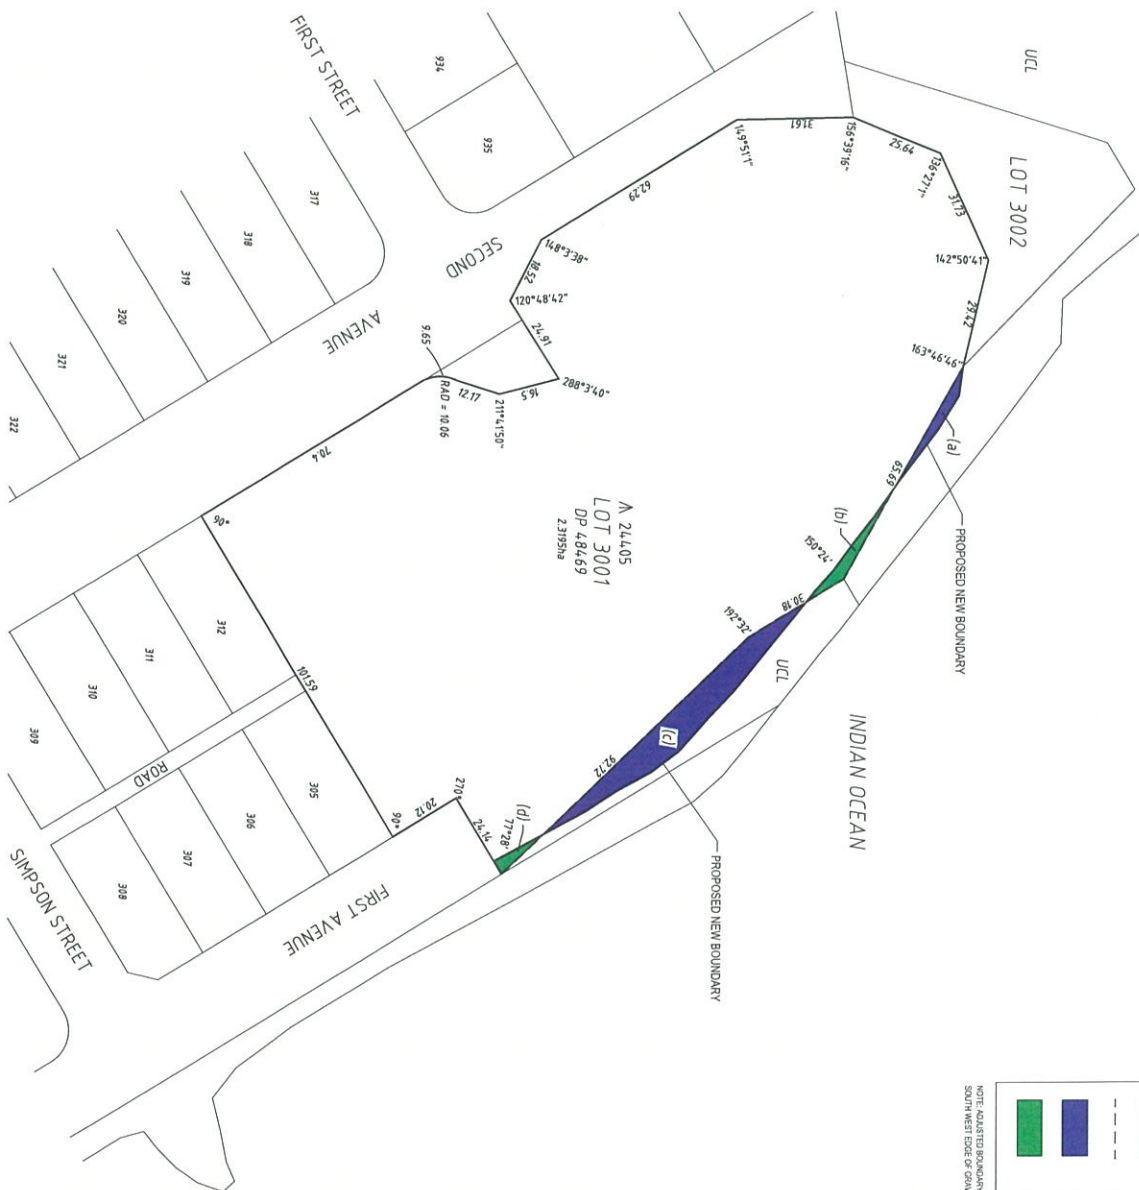 FIRST STREET
934
935
UCL
LOT 3002
31.61
149°51'1"
156°39'16"
25.64
136°27'1"
31.73
142°50'41"
29.42
163°46'46"
62.29
148°3'38"
18.52
120°48'42"
24.91
288°3'40"
16.5
211°41'50"
12.17
RAD = 10.06
9.65
SECOND
AVENUE
317
318
319
320
321
322
70.4
90°
(a)
65.69
PROPOSED NEW BOUNDARY
(b)
150°24'
30.18
192°32'
UCL
24405
LOT 3001
DP 48469
2.3195ha
INDIAN OCEAN
(c)
92.72
PROPOSED NEW BOUNDARY
(d)
77°28'
24.14
270°
20.12
90°
101.59
312
311
310
309
ROAD
305
306
307
308
FIRST AVENUE
SIMPSON STREET
NOTE: ADJUSTED BOUNDARY
SOUTH WEST EDGE OF